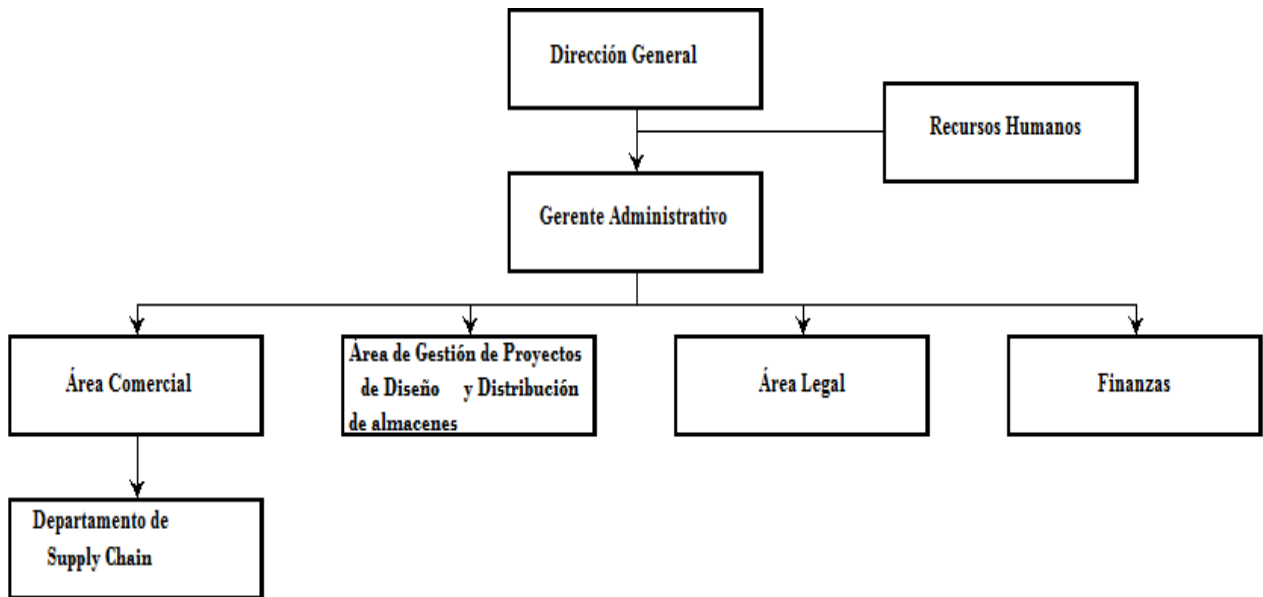 Dirección General
Recursos Humanos
Gerente Administrativo
Área Comercial
Área de Gestión de Proyectos
de Diseño y Distribución
de almacenes
Área Legal
Finanzas
Departamento de
Supply Chain